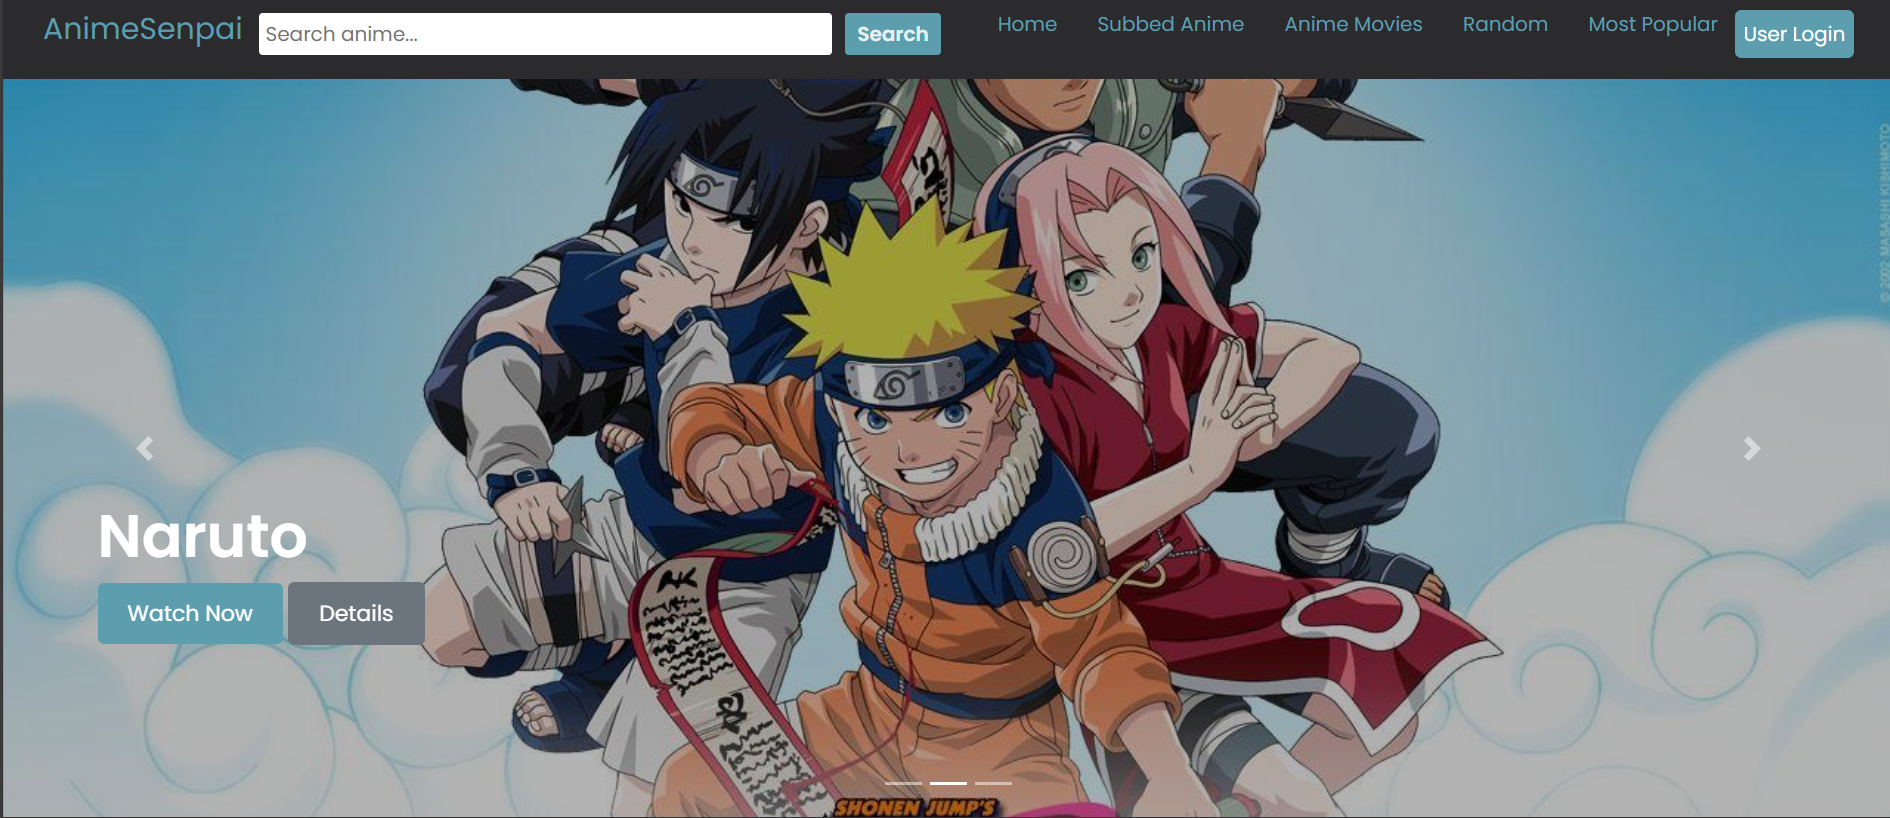 AnimeSenpai
Search anime...
Search
Home
Subbed Anime
Anime Movies
Random
Most Popular
User Login
© 2002 MASASHI KISHIMOTO
Naruto
Watch Now
Details
SHONEN JUMP'S